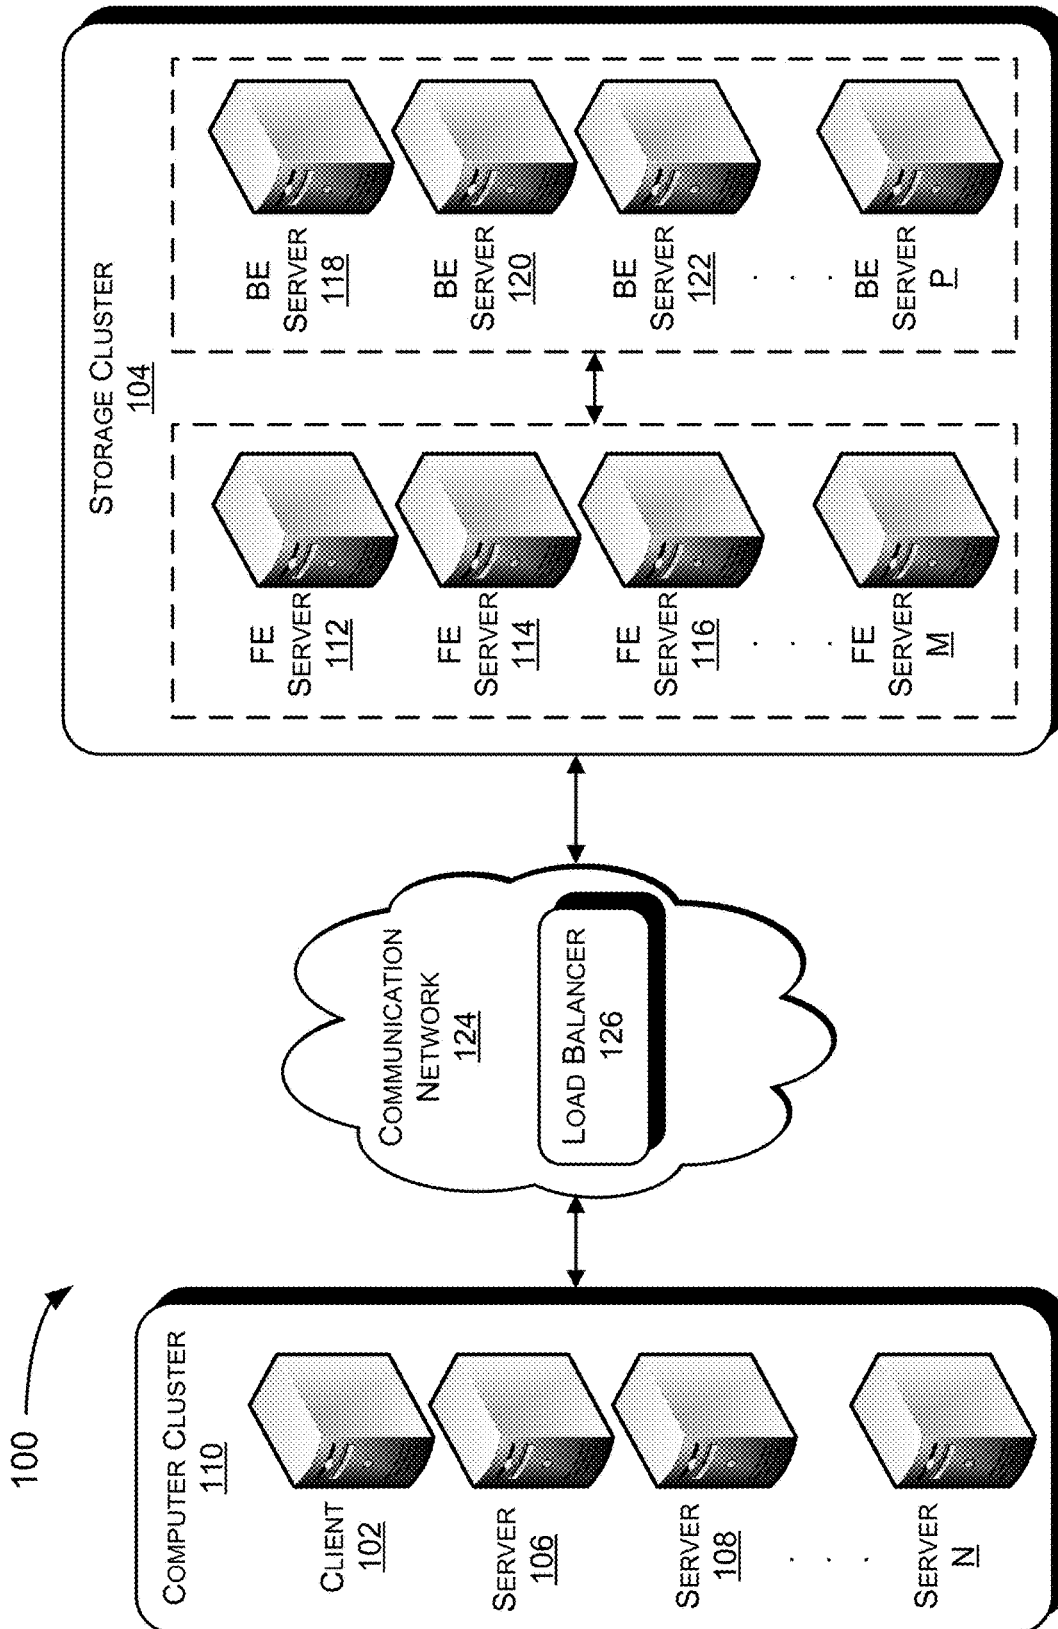 100
COMPUTER CLUSTER
110
CLIENT
102
SERVER
106
SERVER
108
. . .
SERVER
N
COMMUNICATION
NETWORK
124
LOAD BALANCER
126
STORAGE CLUSTER
104
FE
SERVER
112
FE
SERVER
114
FE
SERVER
116
. . .
FE
SERVER
M
BE
SERVER
118
BE
SERVER
120
BE
SERVER
122
. . .
BE
SERVER
P